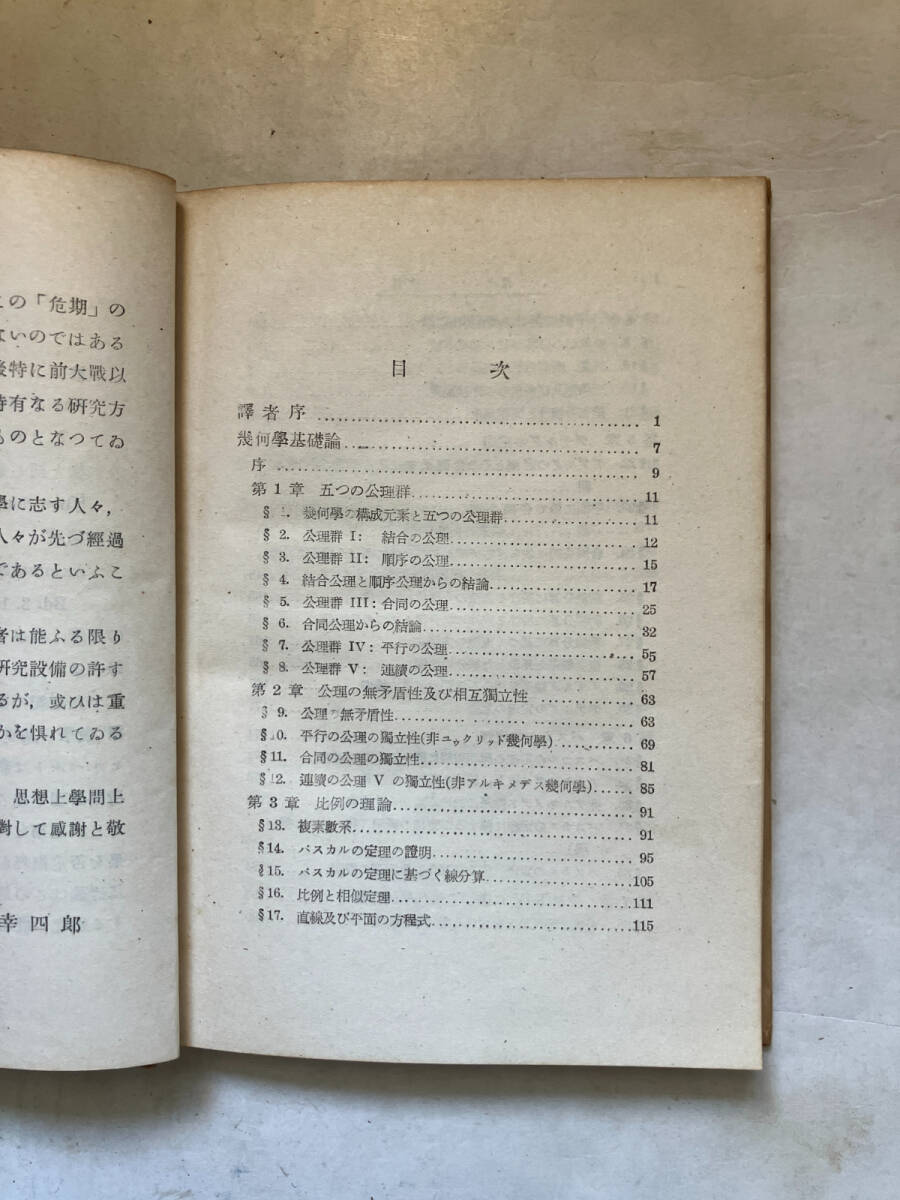 この「危期」の
ないのではある
後特に前大戰以
特有なる研究方
ものとなつてゐ
學に志す人々,
人々が先づ經過
であるといふこ
者は能ふる限り
研究設備の許す
るが, 或ひは重
かを惧れてゐる
思想上學問上
對して感謝と敬
幸四郎
目次
譯者序 1
幾何學基礎論 7
序 9
第1章 五つの公理群 11
§ 1. 幾何學の構成元素と五つの公理群 11
§ 2. 公理群 I: 結合の公理 12
§ 3. 公理群 II: 順序の公理 15
§ 4. 結合公理と順序公理からの結論 17
§ 5. 公理群 III: 合同の公理 25
§ 6. 合同公理からの結論 32
§ 7. 公理群 IV: 平行の公理 55
§ 8. 公理群 V: 連續の公理 57
第2章 公理の無矛盾性及び相互獨立性 63
§ 9. 公理の無矛盾性 63
§10. 平行の公理の獨立性(非ユゥクリッド幾何學) 69
§11. 合同の公理の獨立性 81
§12. 連續の公理 V の獨立性(非アルキメデス幾何學) 85
第3章 比例の理論 91
§13. 複素數系 91
§14. パスカルの定理の證明 95
§15. パスカルの定理に基づく線分算 105
§16. 比例と相似定理 111
§17. 直線及び平面の方程式 115